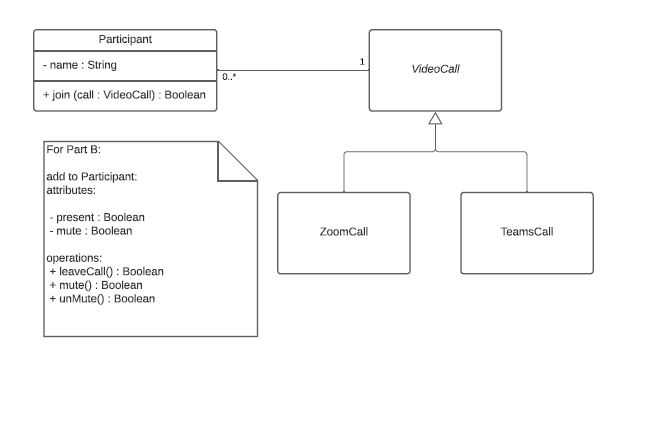 Participant
- name : String
+ join (call : VideoCall) : Boolean
0..*
1
VideoCall
ZoomCall
TeamsCall
For Part B:
add to Participant:
attributes:
- present : Boolean
- mute : Boolean
operations:
+ leaveCall() : Boolean
+ mute() : Boolean
+ unMute() : Boolean